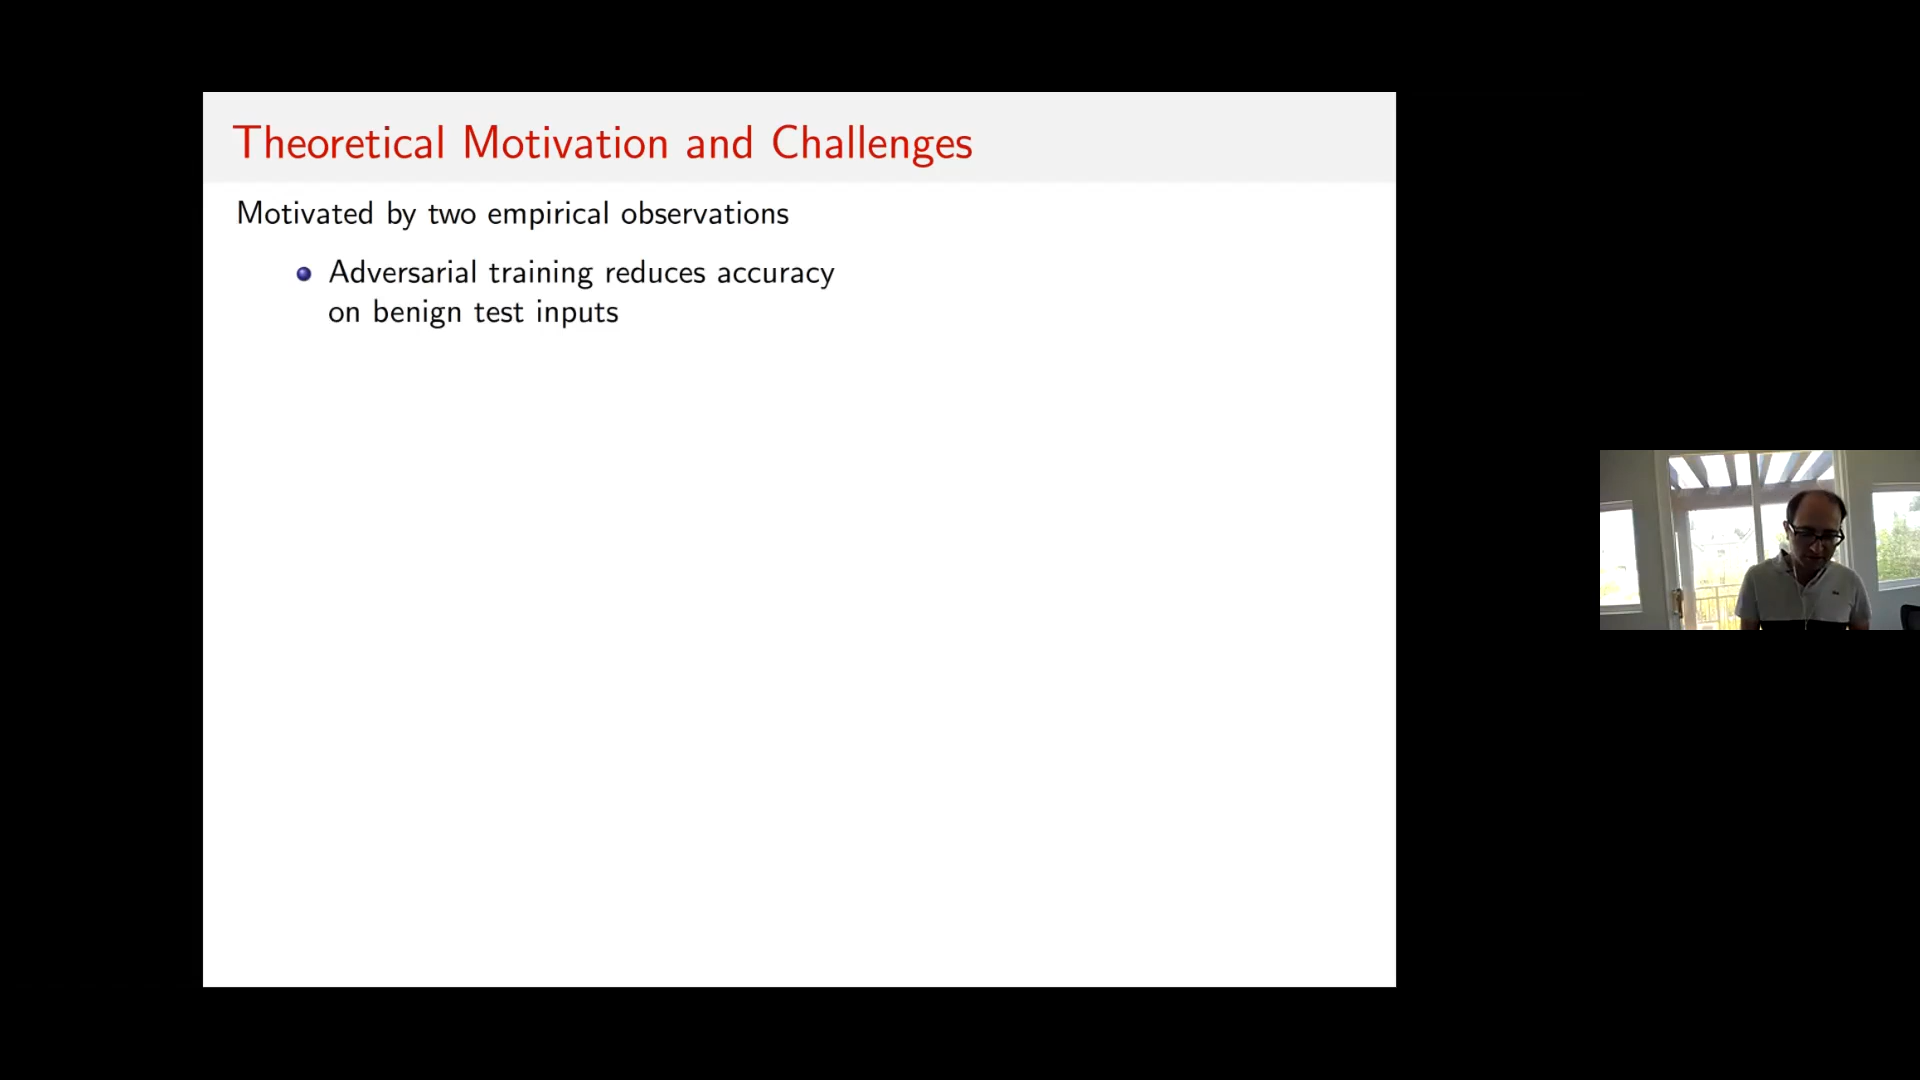 Theoretical Motivation and Challenges
Motivated by two empirical observations
Adversarial training reduces accuracy
on benign test inputs